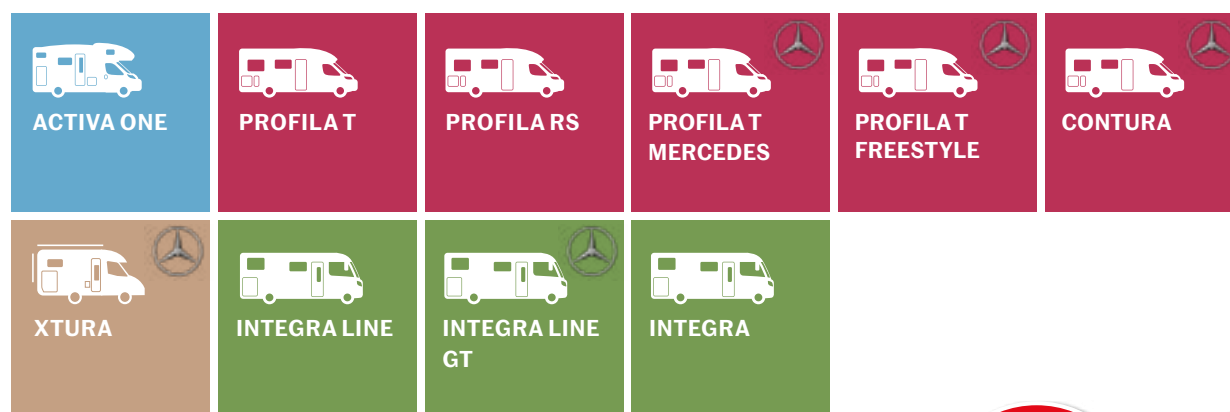 ACTIVA ONE
PROFILA T
PROFILA RS
PROFILA T
MERCEDES
PROFILA T
FREESTYLE
CONTURA
XTURA
INTEGRA LINE
INTEGRA LINE
GT
INTEGRA